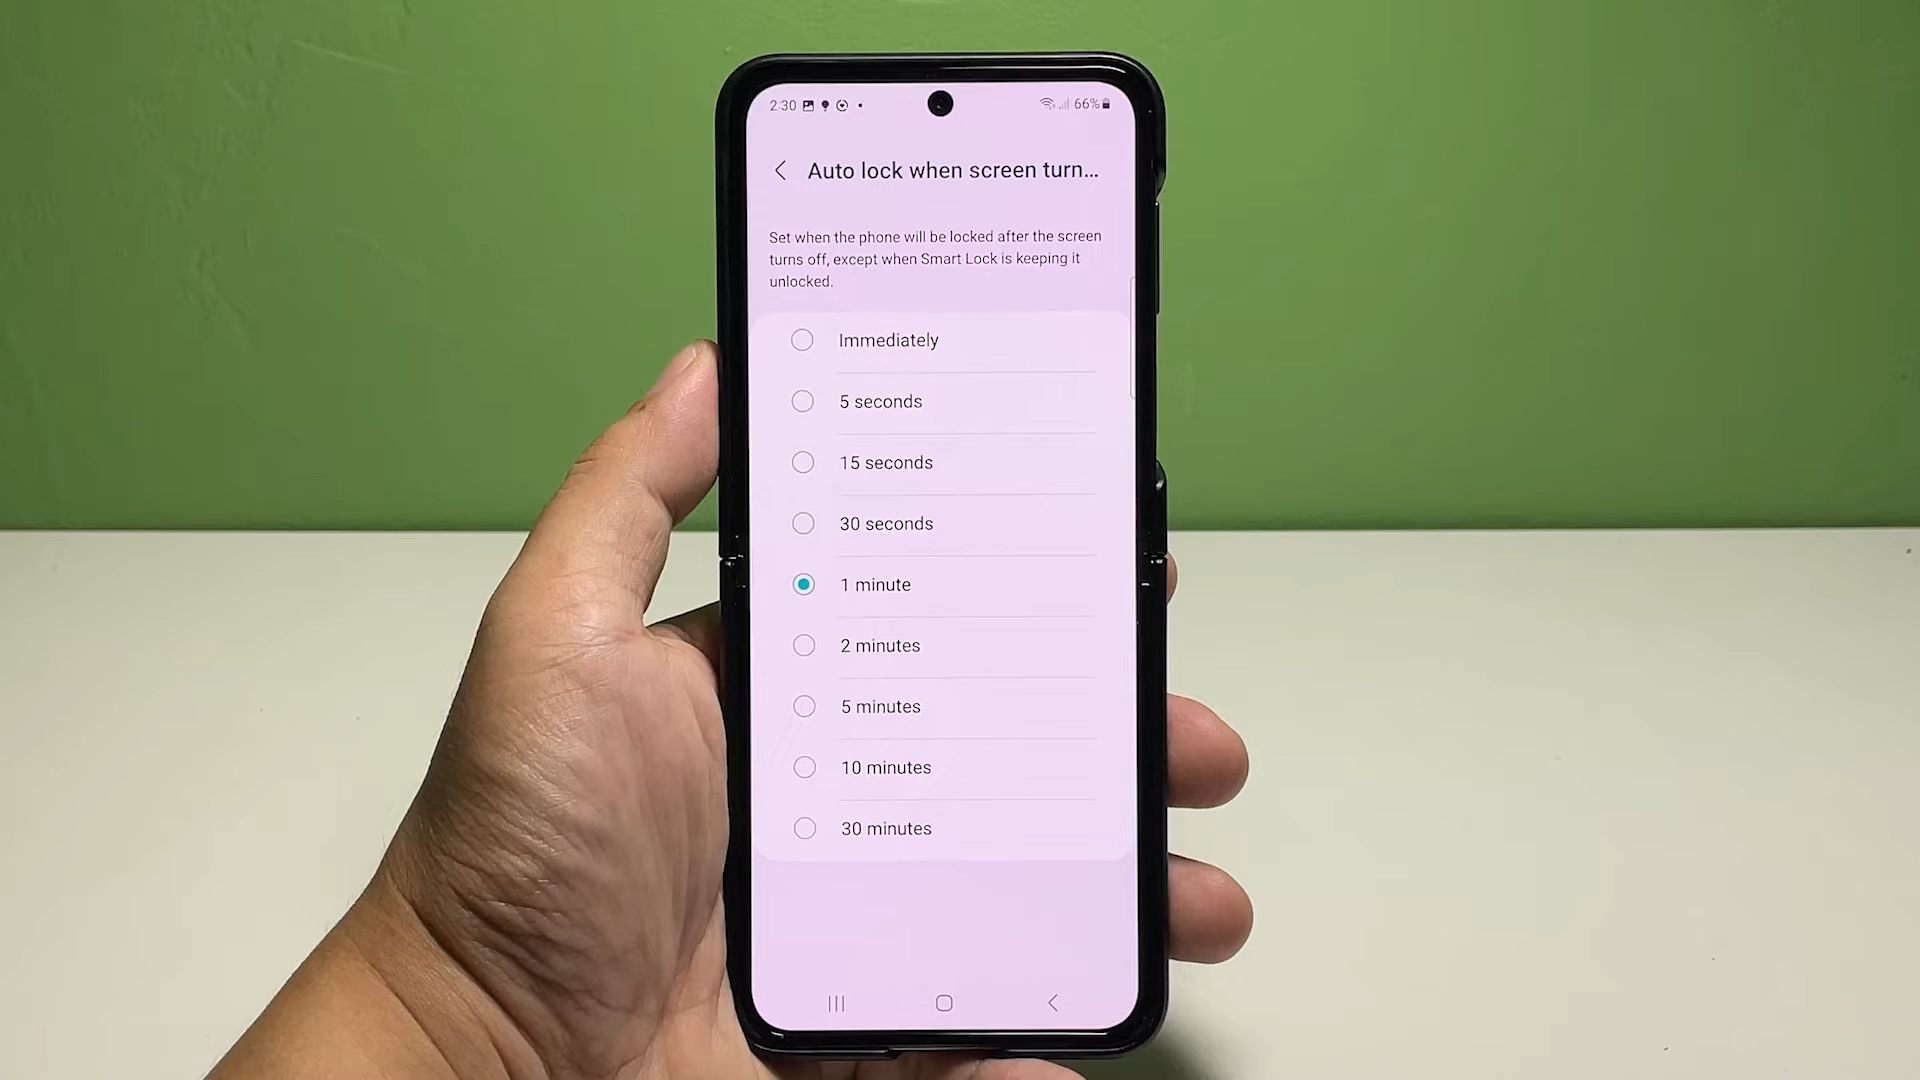 2:30
66%
Auto lock when screen turn...
Set when the phone will be locked after the screen
turns off, except when Smart Lock is keeping it
unlocked.
Immediately
5 seconds
15 seconds
30 seconds
1 minute
2 minutes
5 minutes
10 minutes
30 minutes